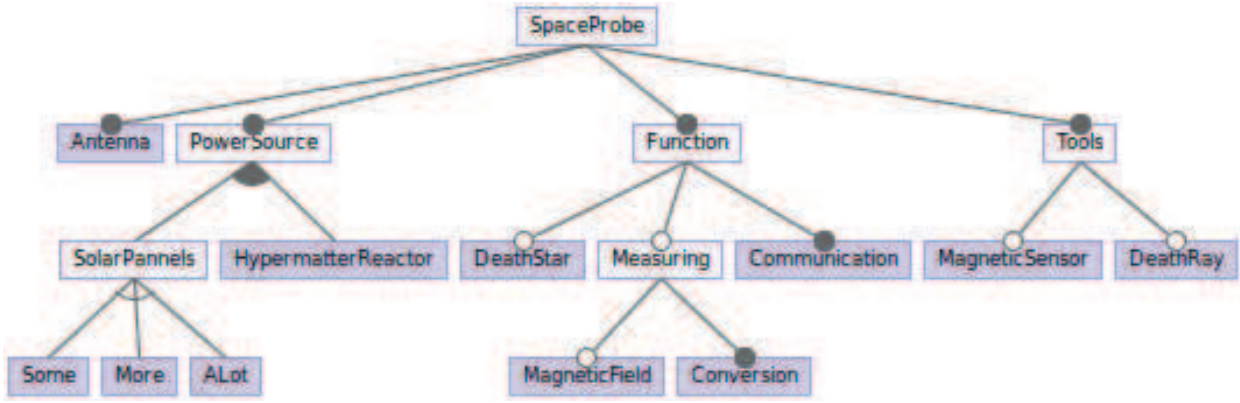 SpaceProbe
Antenna PowerSource Function Tools
SolarPannels HypermatterReactor DeathStar Measuring Communication MagneticSensor DeathRay
Some More ALot MagneticField Conversion